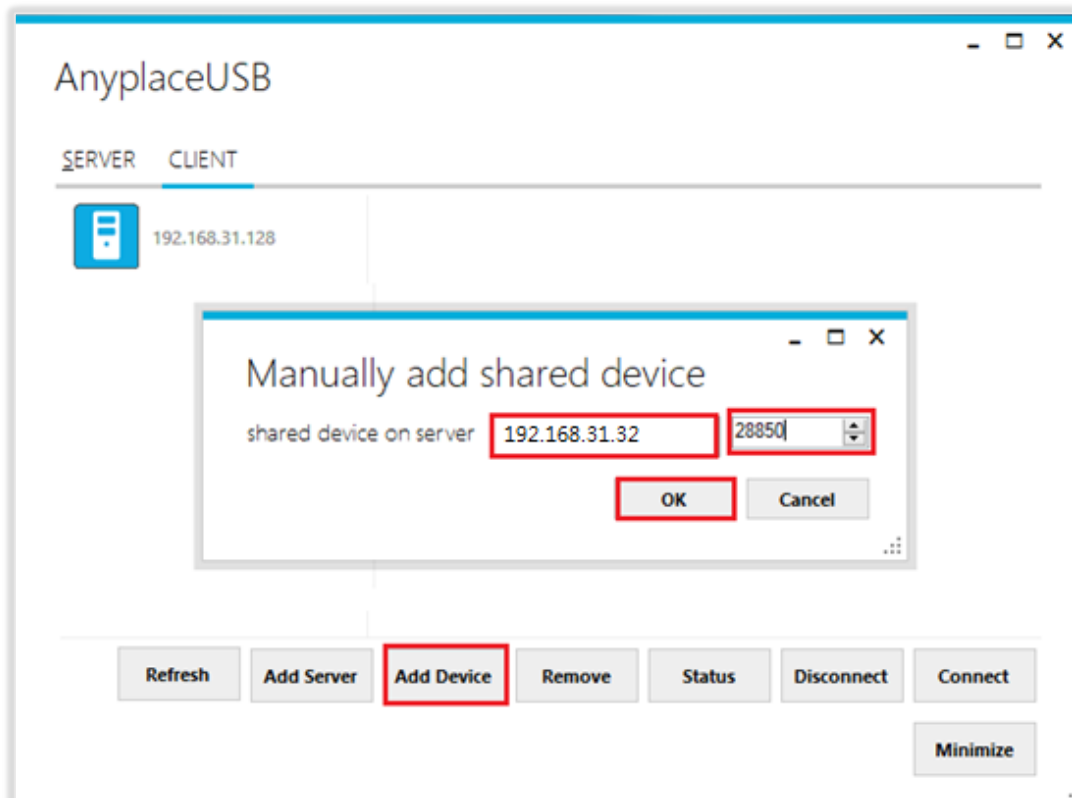 AnyplaceUSB
SERVER CLIENT
192.168.31.128
Manually add shared device
shared device on server 192.168.31.32 28850
OK Cancel
Refresh Add Server Add Device Remove Status Disconnect Connect
Minimize